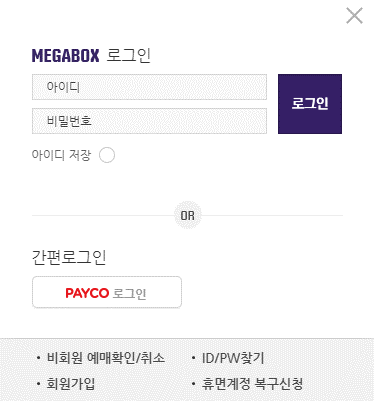 MEGABOX 로그인
아이디
로그인
비밀번호
아이디 저장
OR
간편로그인
PAYCO 로그인
• 비회원 예매확인/취소 • ID/PW찾기
• 회원가입 • 휴면계정 복구신청